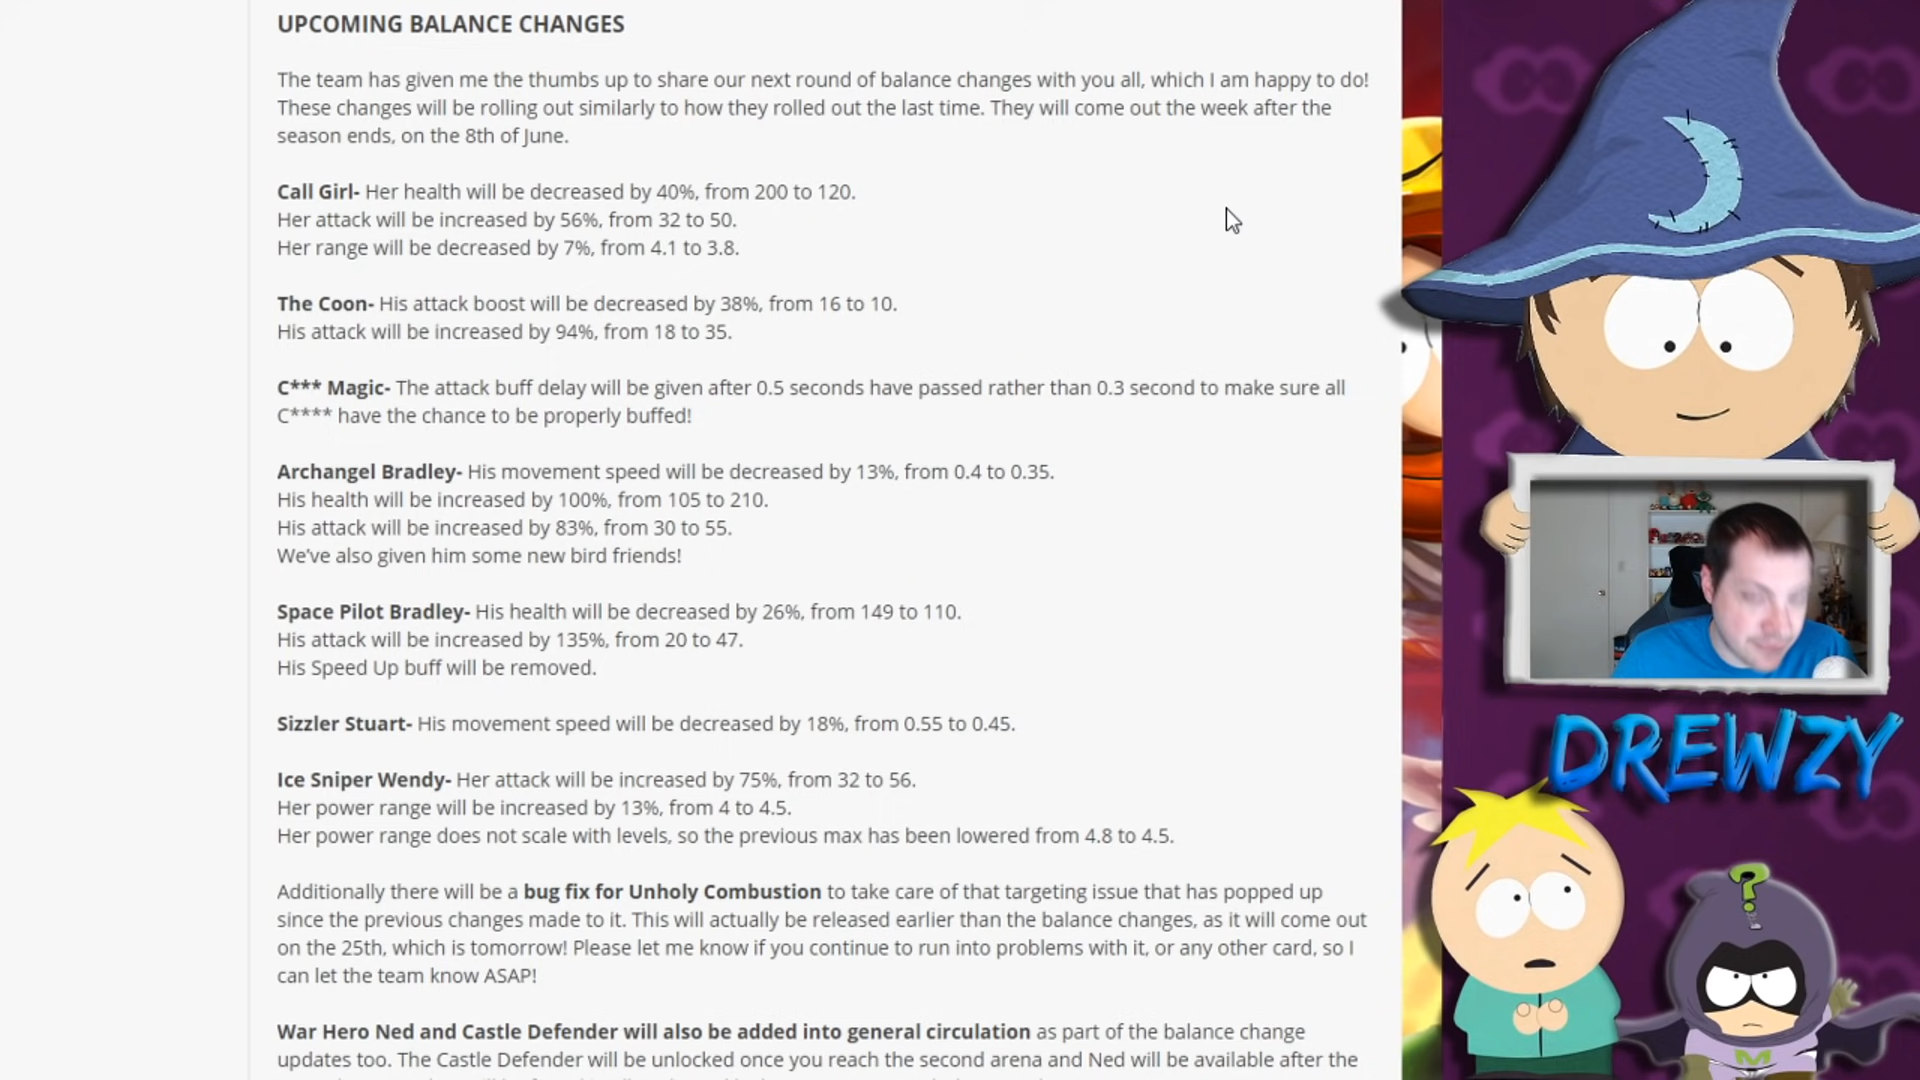 UPCOMING BALANCE CHANGES
The team has given me the thumbs up to share our next round of balance changes with you all, which I am happy to do!
These changes will be rolling out similarly to how they rolled out the last time. They will come out the week after the
season ends, on the 8th of June.
Call Girl- Her health will be decreased by 40%, from 200 to 120.
Her attack will be increased by 56%, from 32 to 50.
Her range will be decreased by 7%, from 4.1 to 3.8.
The Coon- His attack boost will be decreased by 38%, from 16 to 10.
His attack will be increased by 94%, from 18 to 35.
C*** Magic- The attack buff delay will be given after 0.5 seconds have passed rather than 0.3 second to make sure all
C**** have the chance to be properly buffed!
Archangel Bradley- His movement speed will be decreased by 13%, from 0.4 to 0.35.
His health will be increased by 100%, from 105 to 210.
His attack will be increased by 83%, from 30 to 55.
We've also given him some new bird friends!
Space Pilot Bradley- His health will be decreased by 26%, from 149 to 110.
His attack will be increased by 135%, from 20 to 47.
His Speed Up buff will be removed.
Sizzler Stuart- His movement speed will be decreased by 18%, from 0.55 to 0.45.
Ice Sniper Wendy- Her attack will be increased by 75%, from 32 to 56.
Her power range will be increased by 13%, from 4 to 4.5.
Her power range does not scale with levels, so the previous max has been lowered from 4.8 to 4.5.
Additionally there will be a bug fix for Unholy Combustion to take care of that targeting issue that has popped up
since the previous changes made to it. This will actually be released earlier than the balance changes, as it will come out
on the 25th, which is tomorrow! Please let me know if you continue to run into problems with it, or any other card, so I
can let the team know ASAP!
War Hero Ned and Castle Defender will also be added into general circulation as part of the balance change
updates too. The Castle Defender will be unlocked once you reach the second arena and Ned will be available after the
DREWZY
?
M